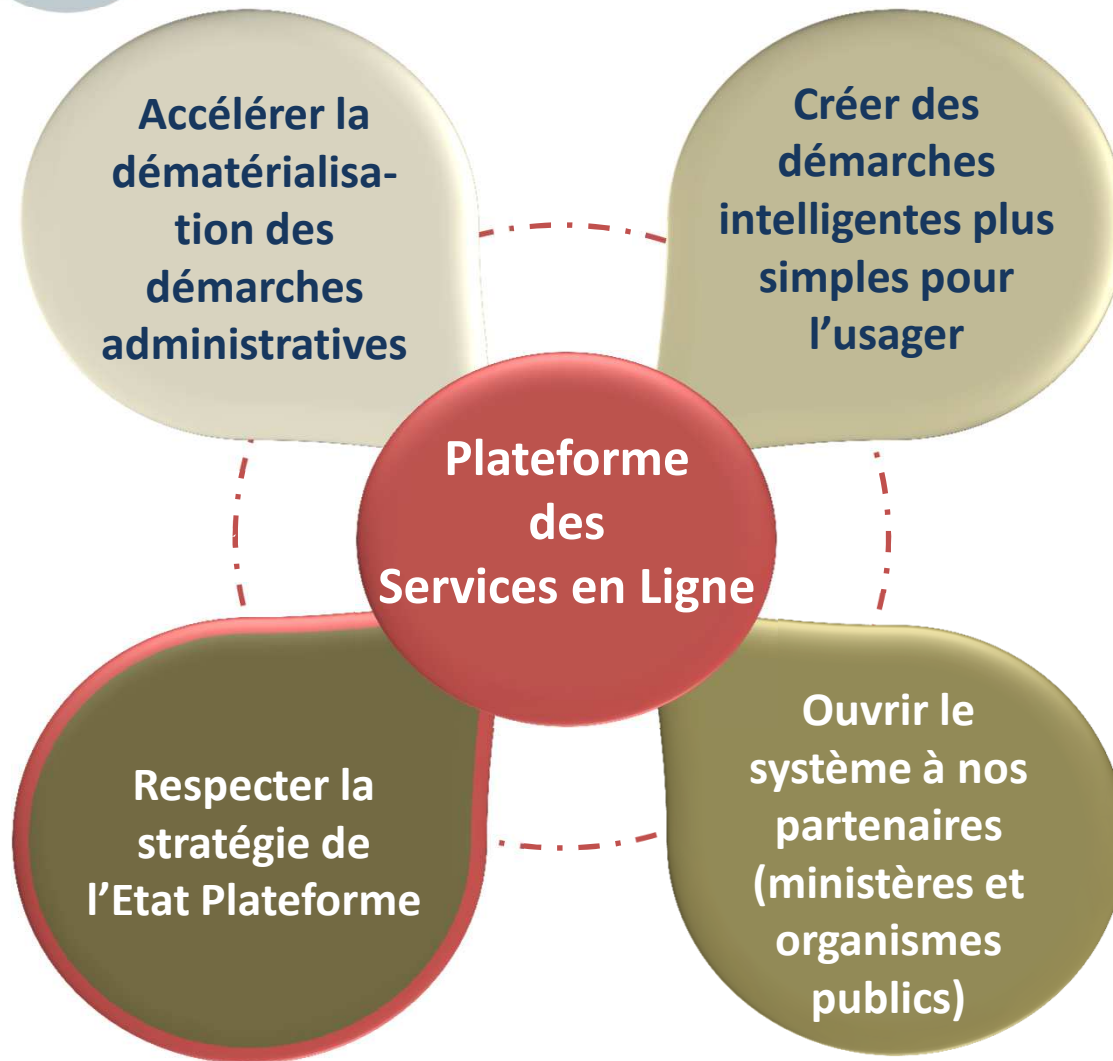 Accélérer la
dématérialisa-
tion des
démarches
administratives
Créer des
démarches
intelligentes plus
simples pour
l’usager
Plateforme
des
Services en Ligne
Respecter la
stratégie de
l’Etat Plateforme
Ouvrir le
système à nos
partenaires
(ministères et
organismes
publics)